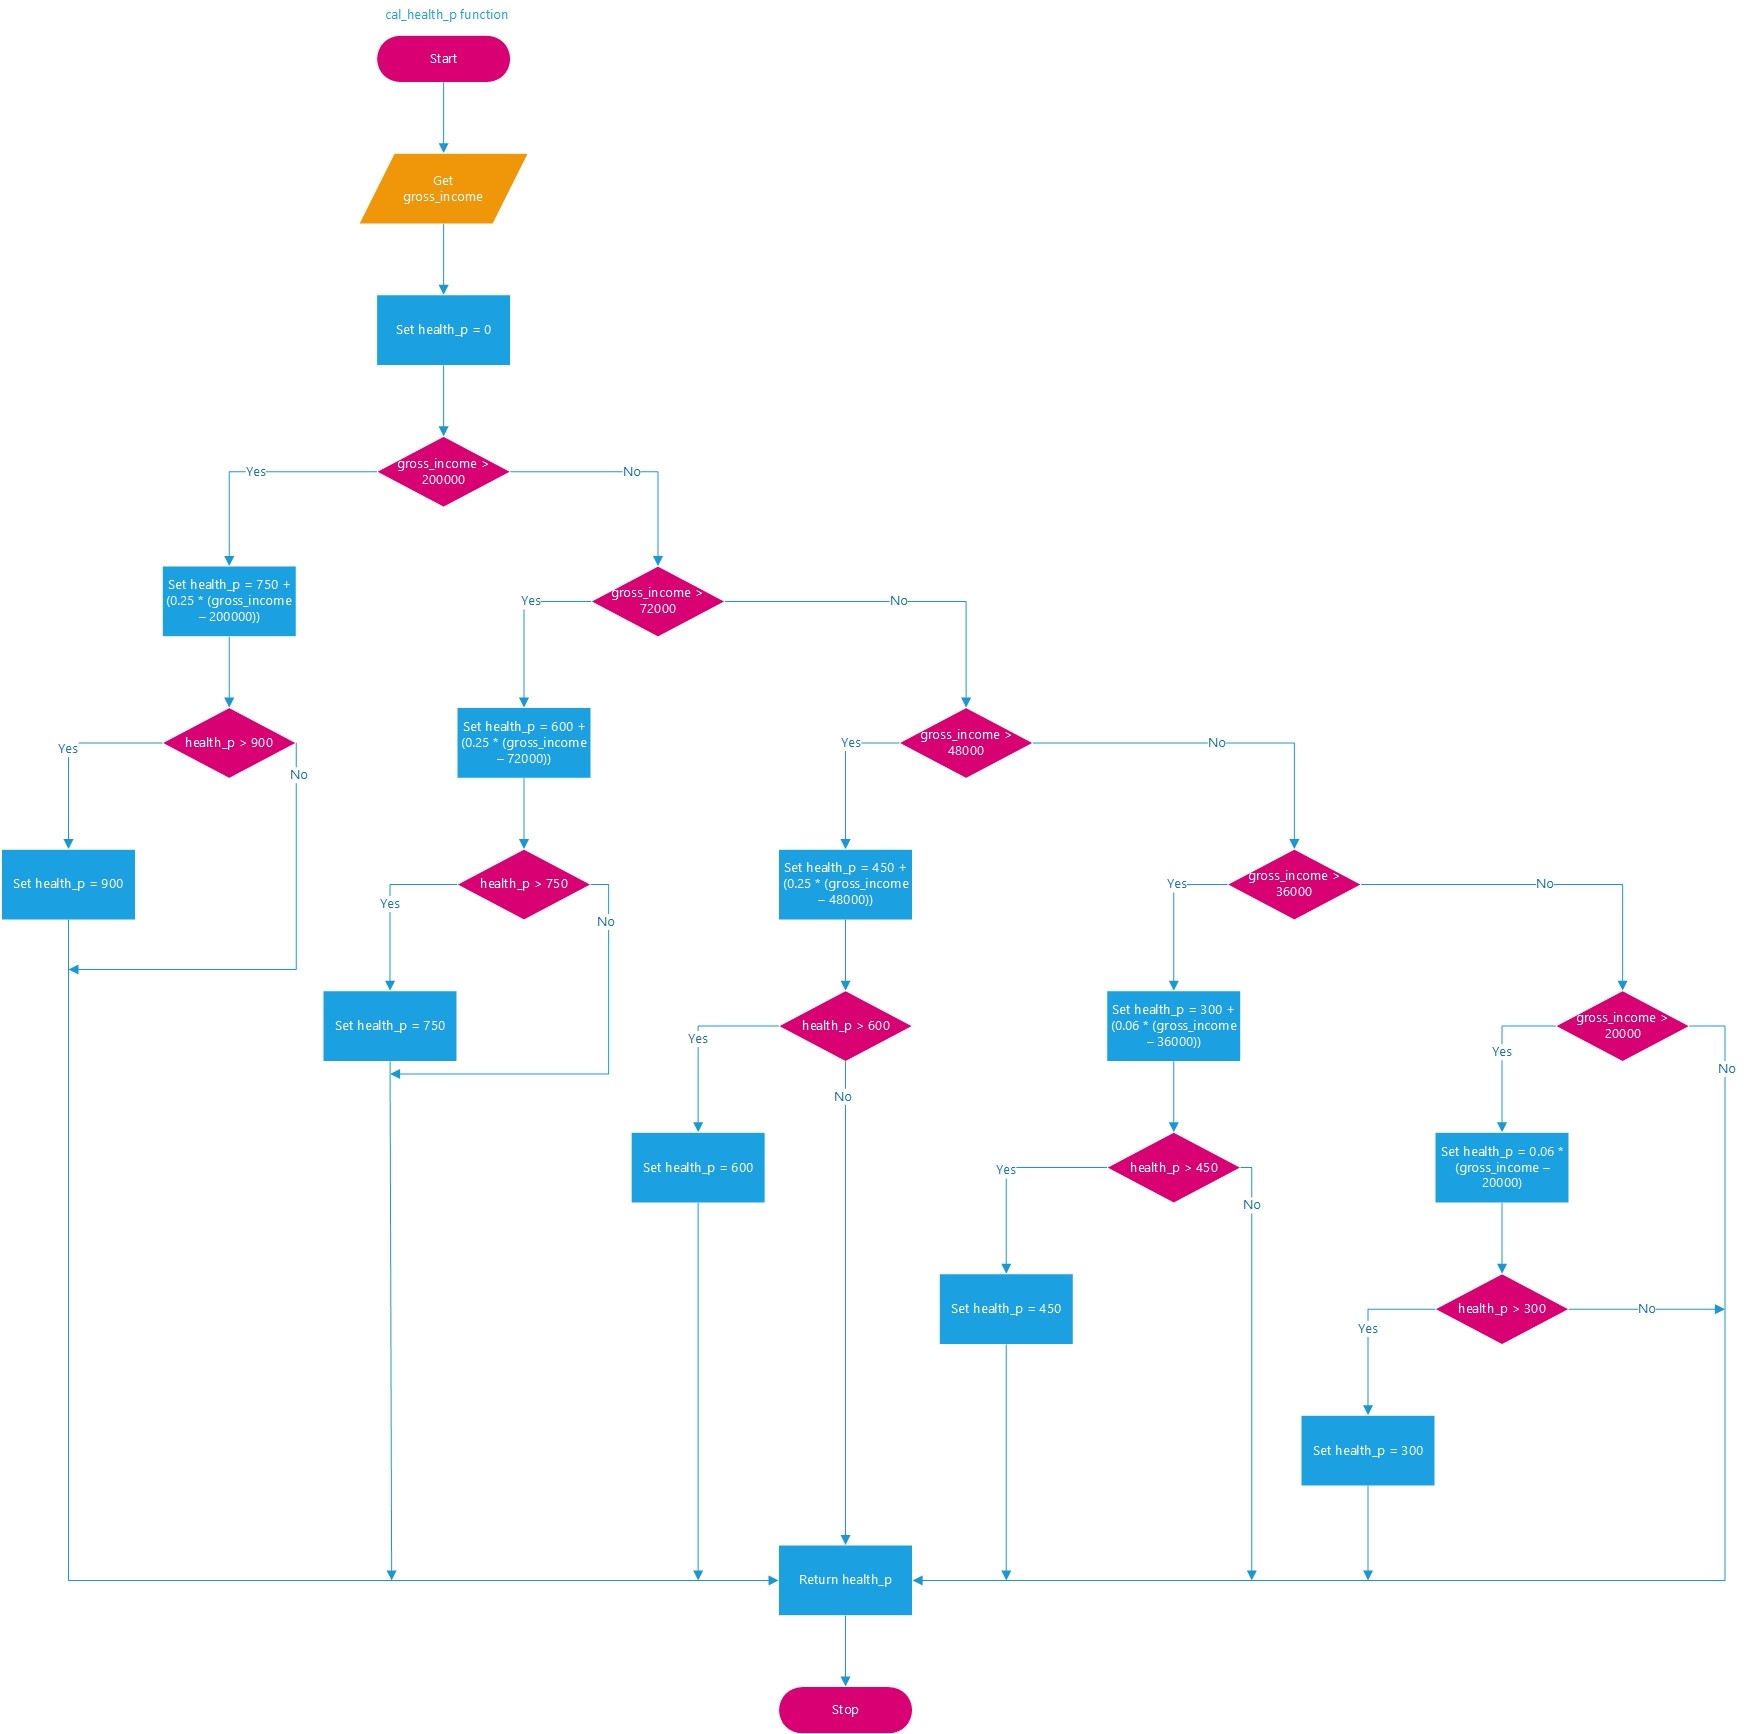 cal_health_p function
Start
Get
gross_income
Set health_p = 0
gross_income >
200000
Yes
No
Set health_p = 750 +
(0.25 * (gross_income
– 200000))
gross_income >
72000
Yes
No
health_p > 900
Yes
No
Set health_p = 600 +
(0.25 * (gross_income
– 72000))
gross_income >
48000
Yes
No
Set health_p = 900
health_p > 750
Yes
No
Set health_p = 450 +
(0.25 * (gross_income
– 48000))
gross_income >
36000
Yes
No
Set health_p = 750
health_p > 600
Yes
No
Set health_p = 300 +
(0.06 * (gross_income
– 36000))
gross_income >
20000
Yes
No
Set health_p = 600
health_p > 450
Yes
No
Set health_p = 0.06 *
(gross_income –
20000)
Set health_p = 450
health_p > 300
Yes
No
Set health_p = 300
Return health_p
Stop